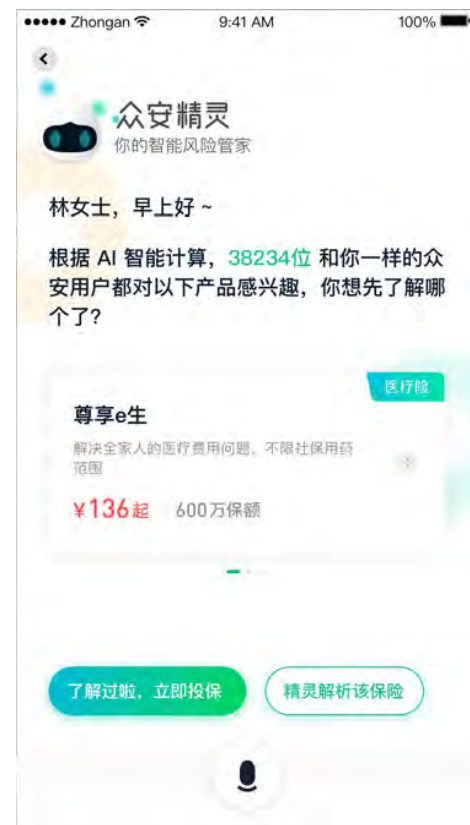 Zhongan 9:41 AM 100%
众安精灵
你的智能风险管家
林女士，早上好 ~
根据 AI 智能计算，38234位 和你一样的众
安用户都对以下产品感兴趣，你想先了解哪
个了？
医疗险
尊享e生
解决全家人的医疗费用问题，不限社保用药
范围
¥136起 600万保额
了解过啦，立即投保 精灵解析该保险